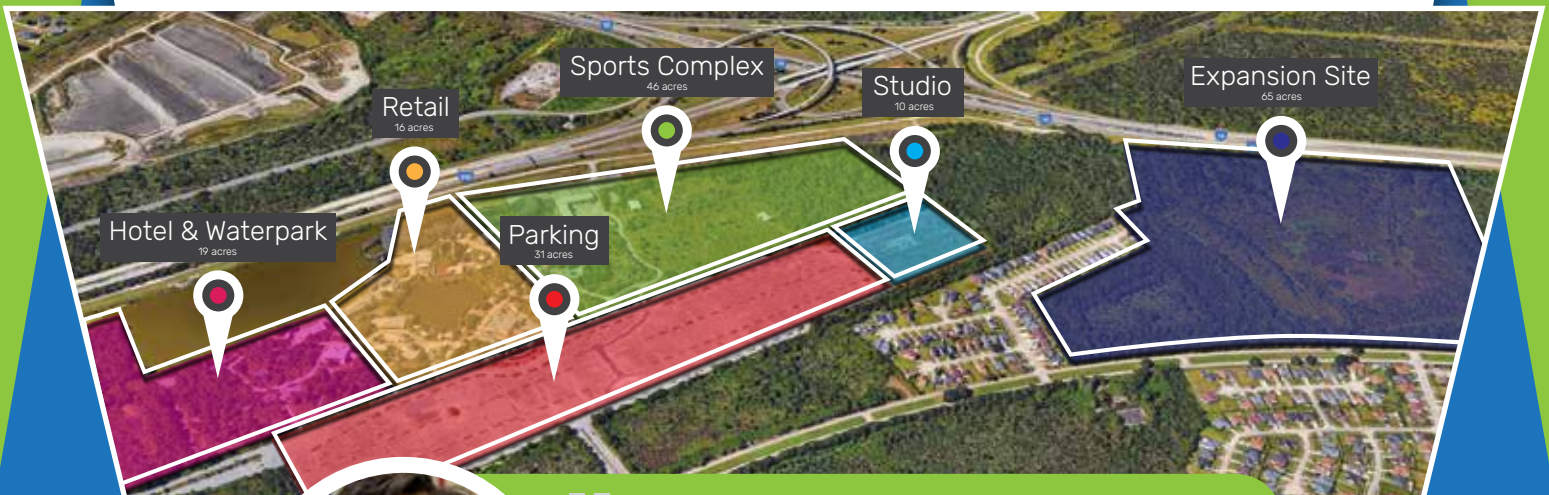 Sports Complex
46 acres
Expansion Site
65 acres
Studio
10 acres
Retail
16 acres
Hotel & Waterpark
19 acres
Parking
31 acres